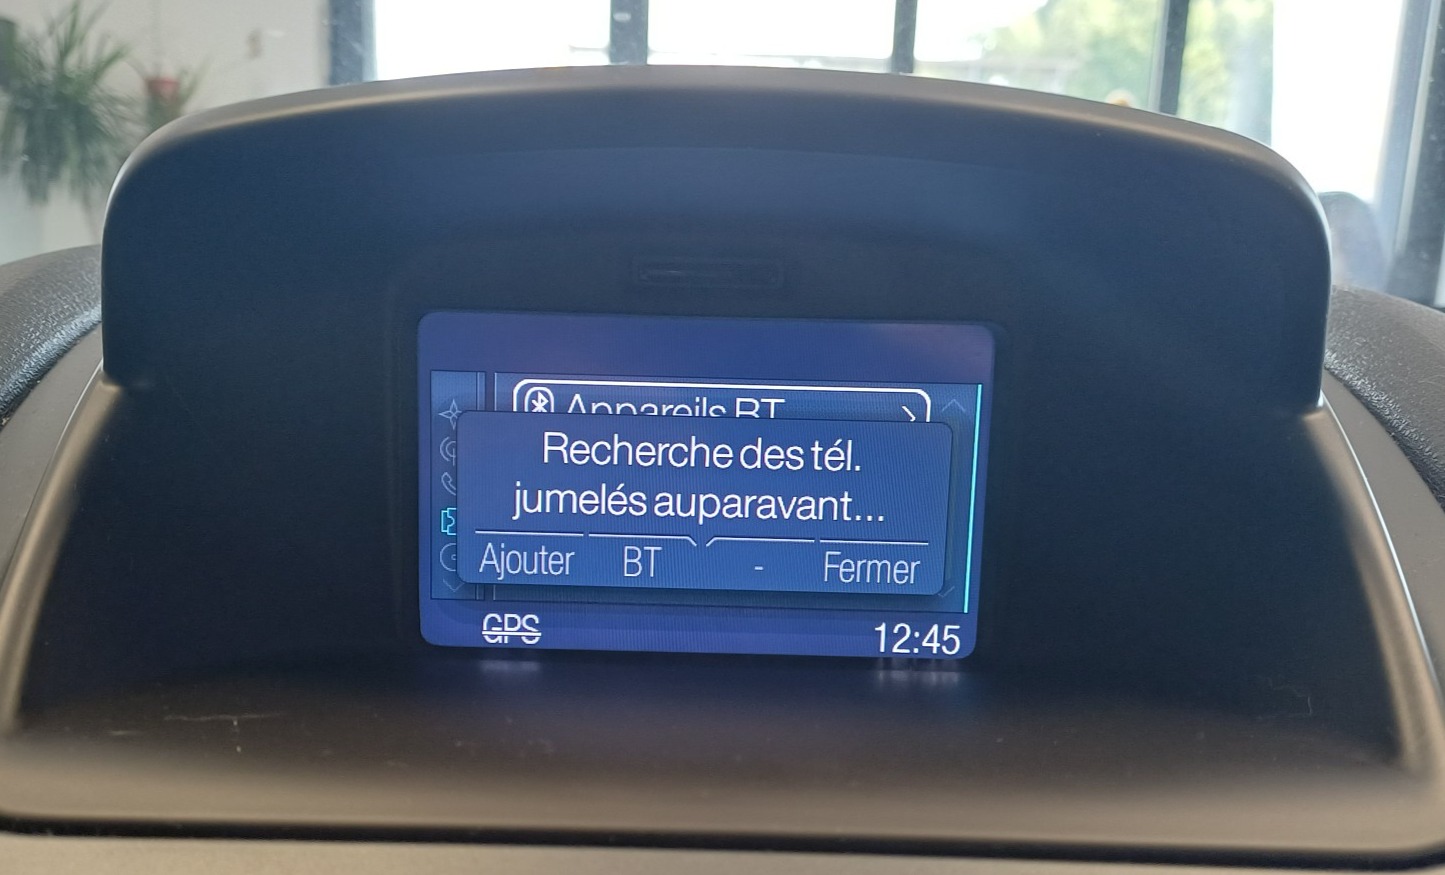 Appareils BT
Recherche des tél.
jumelés auparavant...
Ajouter BT - Fermer
GPS 12:45